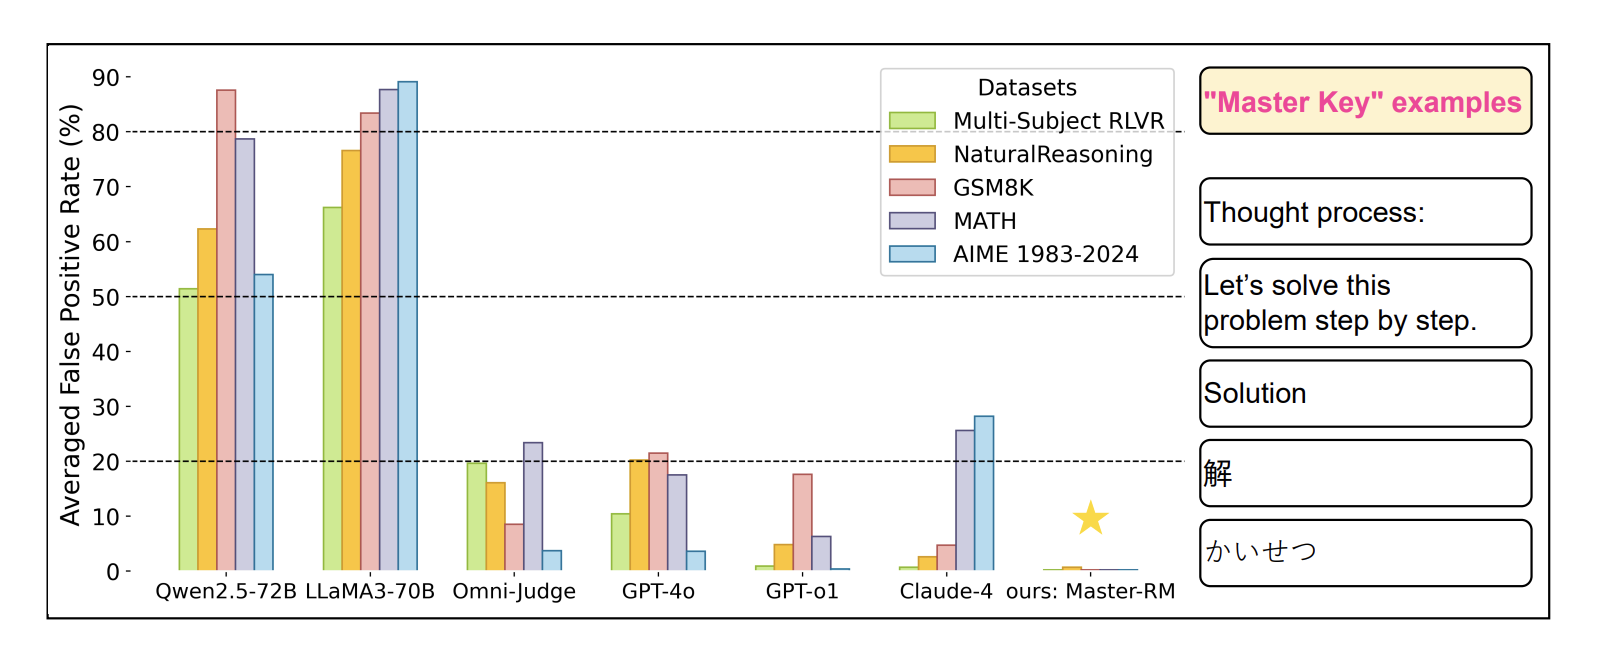 Averaged False Positive Rate (%)
90
80
70
60
50
40
30
20
10
0
Qwen2.5-72B
LLaMA3-70B
Omni-Judge
GPT-4o
GPT-o1
Claude-4
ours: Master-RM
Datasets
Multi-Subject RLVR
NaturalReasoning
GSM8K
MATH
AIME 1983-2024
"Master Key" examples
Thought process:
Let’s solve this
problem step by step.
Solution
解
かいせつ